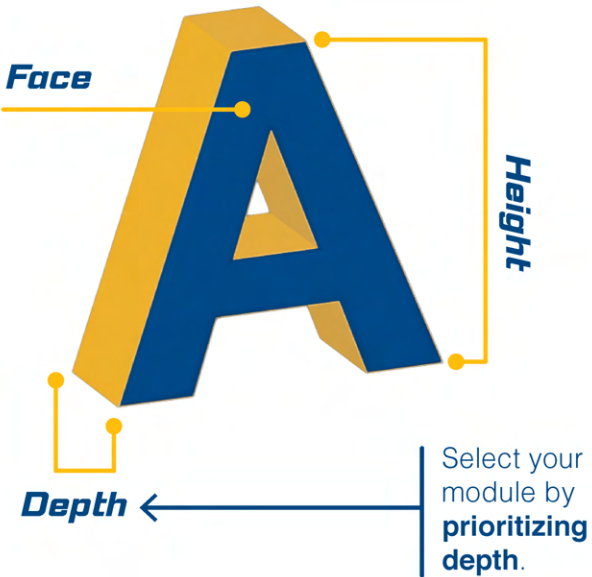 A
Face
Height
Depth
Select your
module by
prioritizing
depth.